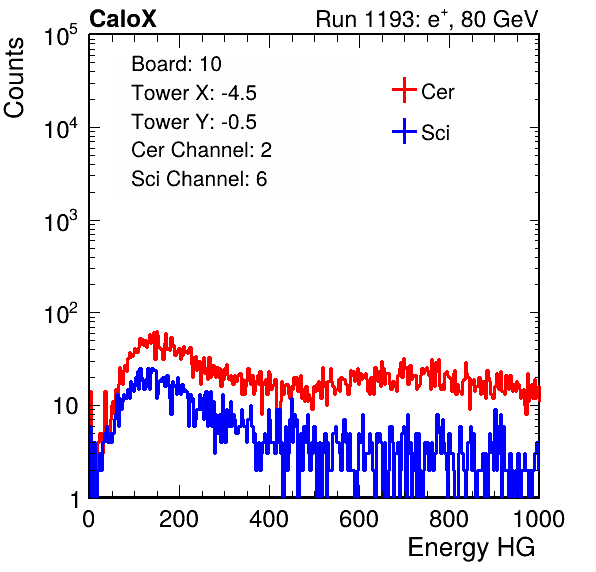 CaloX Run 1193: e⁺, 80 GeV
Counts
Board: 10
Tower X: -4.5
Tower Y: -0.5
Cer Channel: 2
Sci Channel: 6
Cer
Sci
10⁵
10⁴
10³
10²
10
1
0 200 400 600 800 1000
Energy HG